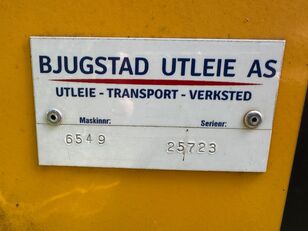 BJUGSTAD UTLEIE AS
UTLEIE - TRANSPORT - VERKSTED
Maskinnr: Serienr:
6549 25723